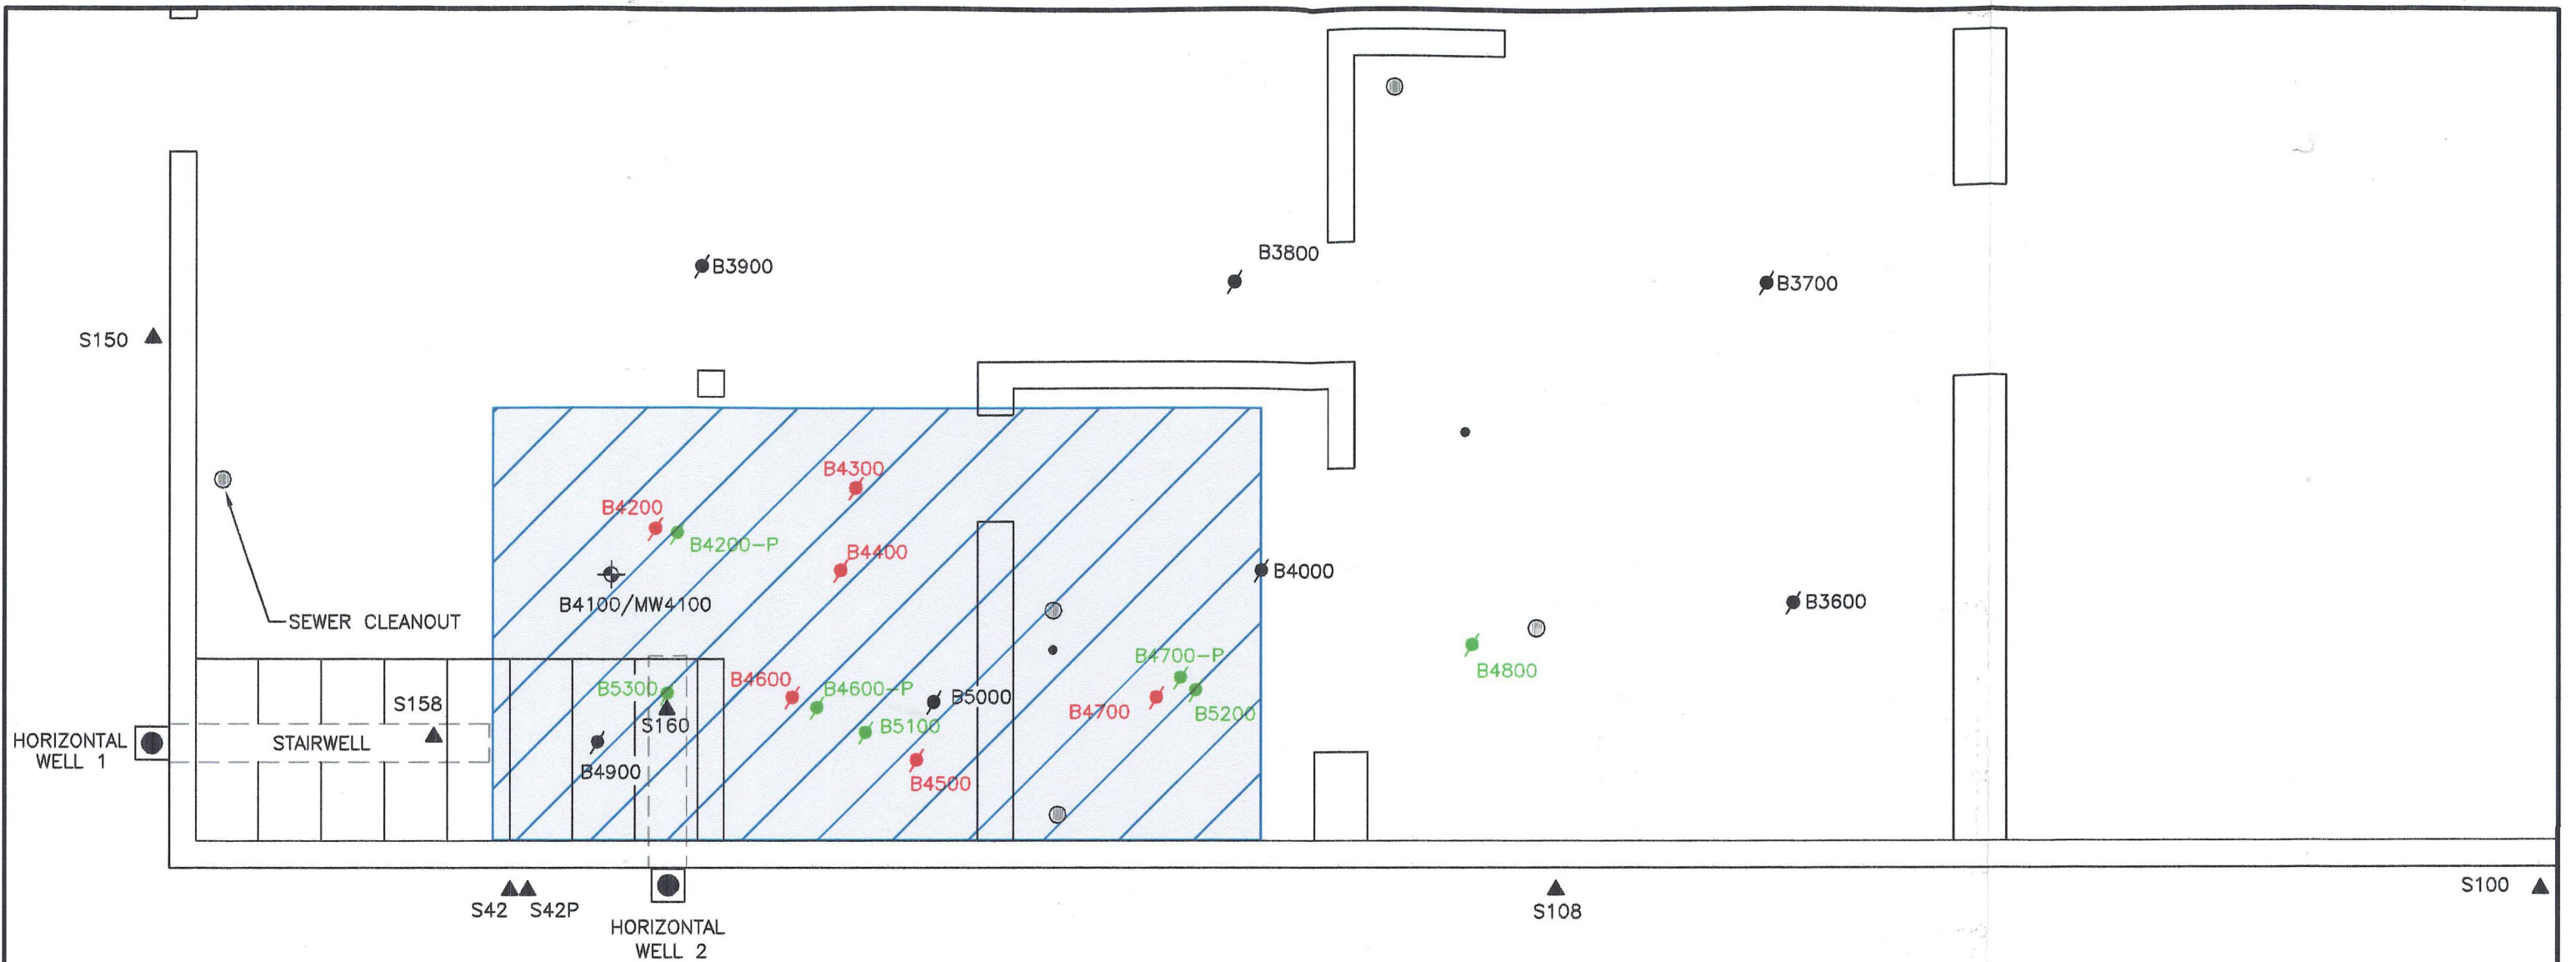 B3800
B3900
B3700
S150
B4300
B4200
B4200-P
B4400
B4000
B4100/MW4100
B3600
SEWER CLEANOUT
B4700-P
B4800
B4600
B4600-P
B5300
B5000
S158
B4700
B5200
S160
B5100
HORIZONTAL
WELL 1
STAIRWELL
B4900
B4500
S100
S42
S42P
S108
HORIZONTAL
WELL 2